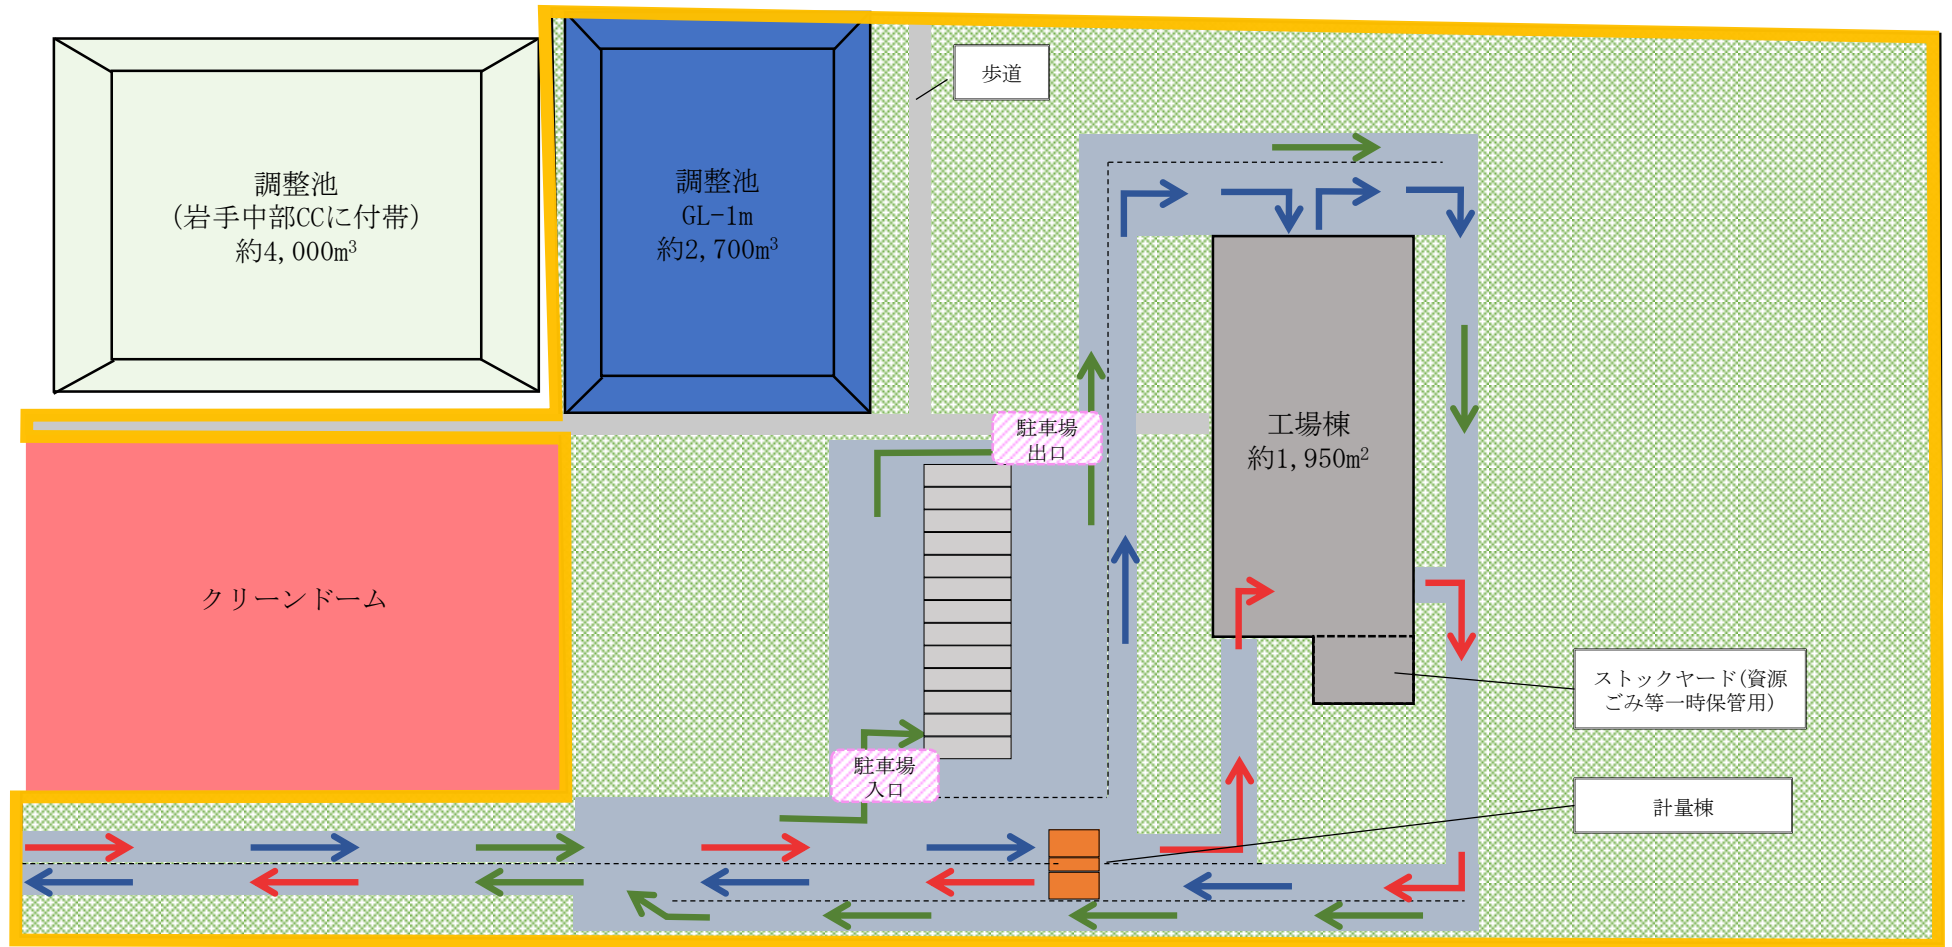 調整池
(岩手中部CCに付帯)
約4,000m³
調整池
GL-1m
約2,700m³
歩道
駐車場
出口
工場棟
約1,950m²
クリーンドーム
ストックヤード(資源
ごみ等一時保管用)
駐車場
入口
計量棟